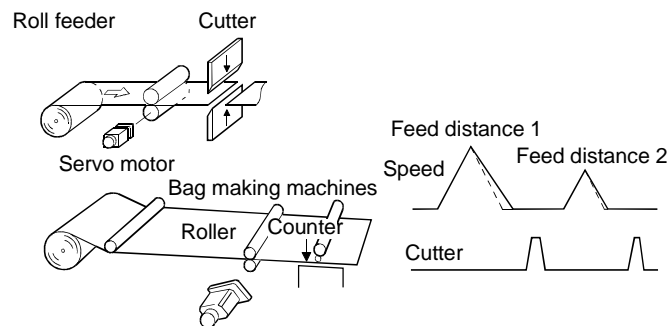 Roll feeder
Cutter
Servo motor
Bag making machines
Roller
Counter
Feed distance 1
Feed distance 2
Speed
Cutter